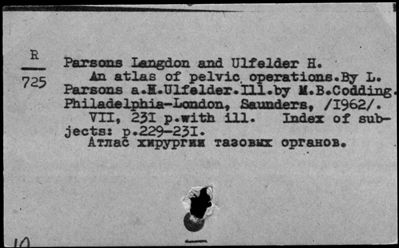 R
725
Parsons Langdon and Ulfelder H.
An atlas of pelvic operations.By L.
Parsons a.H.Ulfelder.Ill.by M.B.Codding.
Philadelphia-London, Saunders, /1962/.
VII, 231 p.with ill. Index of sub-
jects: p.229-231.
Атлас хирургии тазовых органов.
10